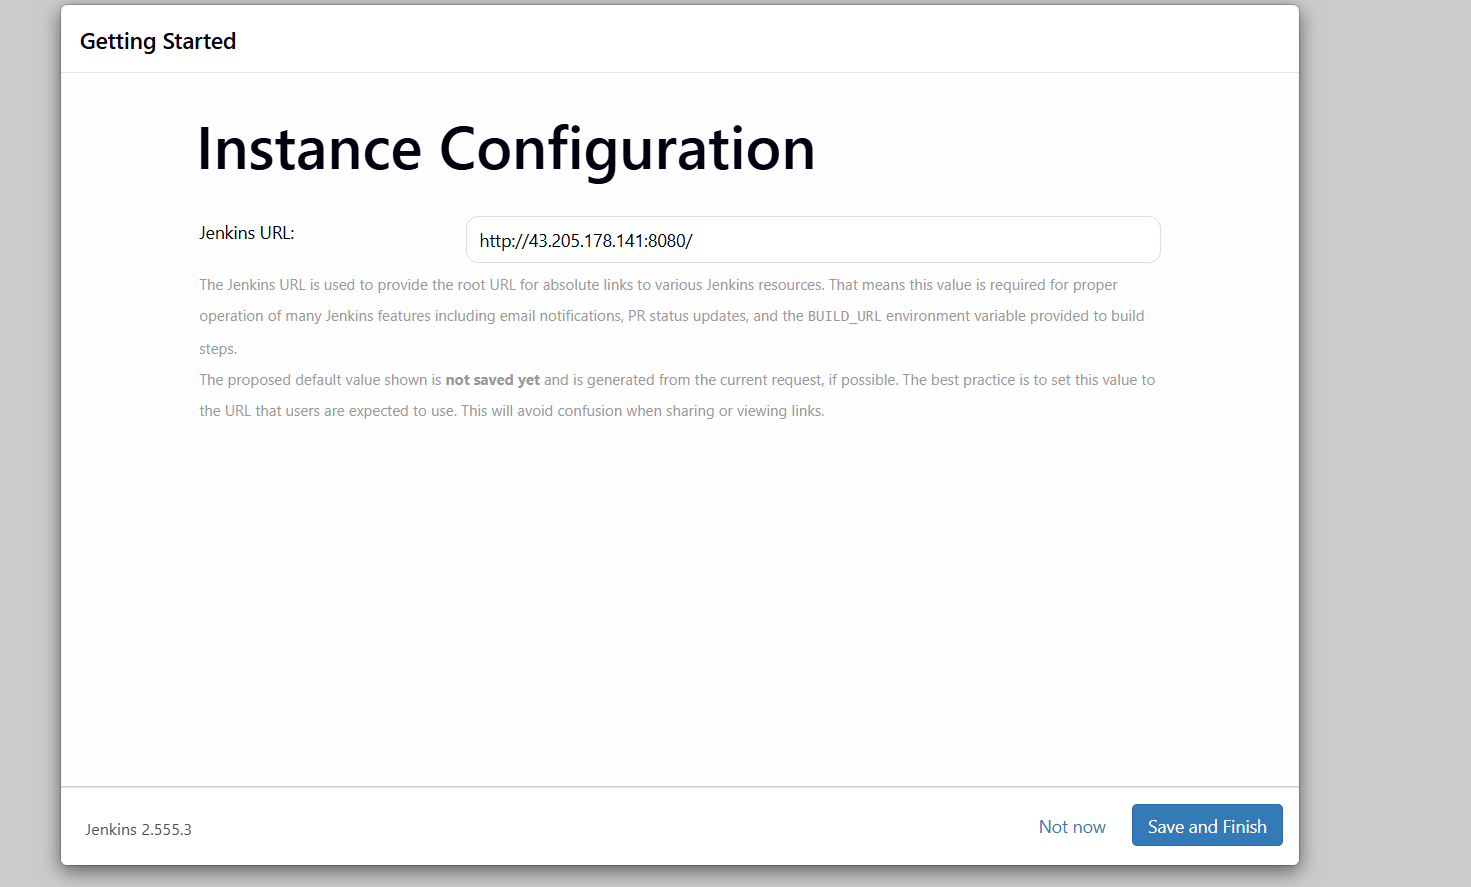 Getting Started
Instance Configuration
Jenkins URL:
http://43.205.178.141:8080/
The Jenkins URL is used to provide the root URL for absolute links to various Jenkins resources. That means this value is required for proper
operation of many Jenkins features including email notifications, PR status updates, and the BUILD_URL environment variable provided to build
steps.
The proposed default value shown is not saved yet and is generated from the current request, if possible. The best practice is to set this value to
the URL that users are expected to use. This will avoid confusion when sharing or viewing links.
Jenkins 2.555.3
Not now
Save and Finish